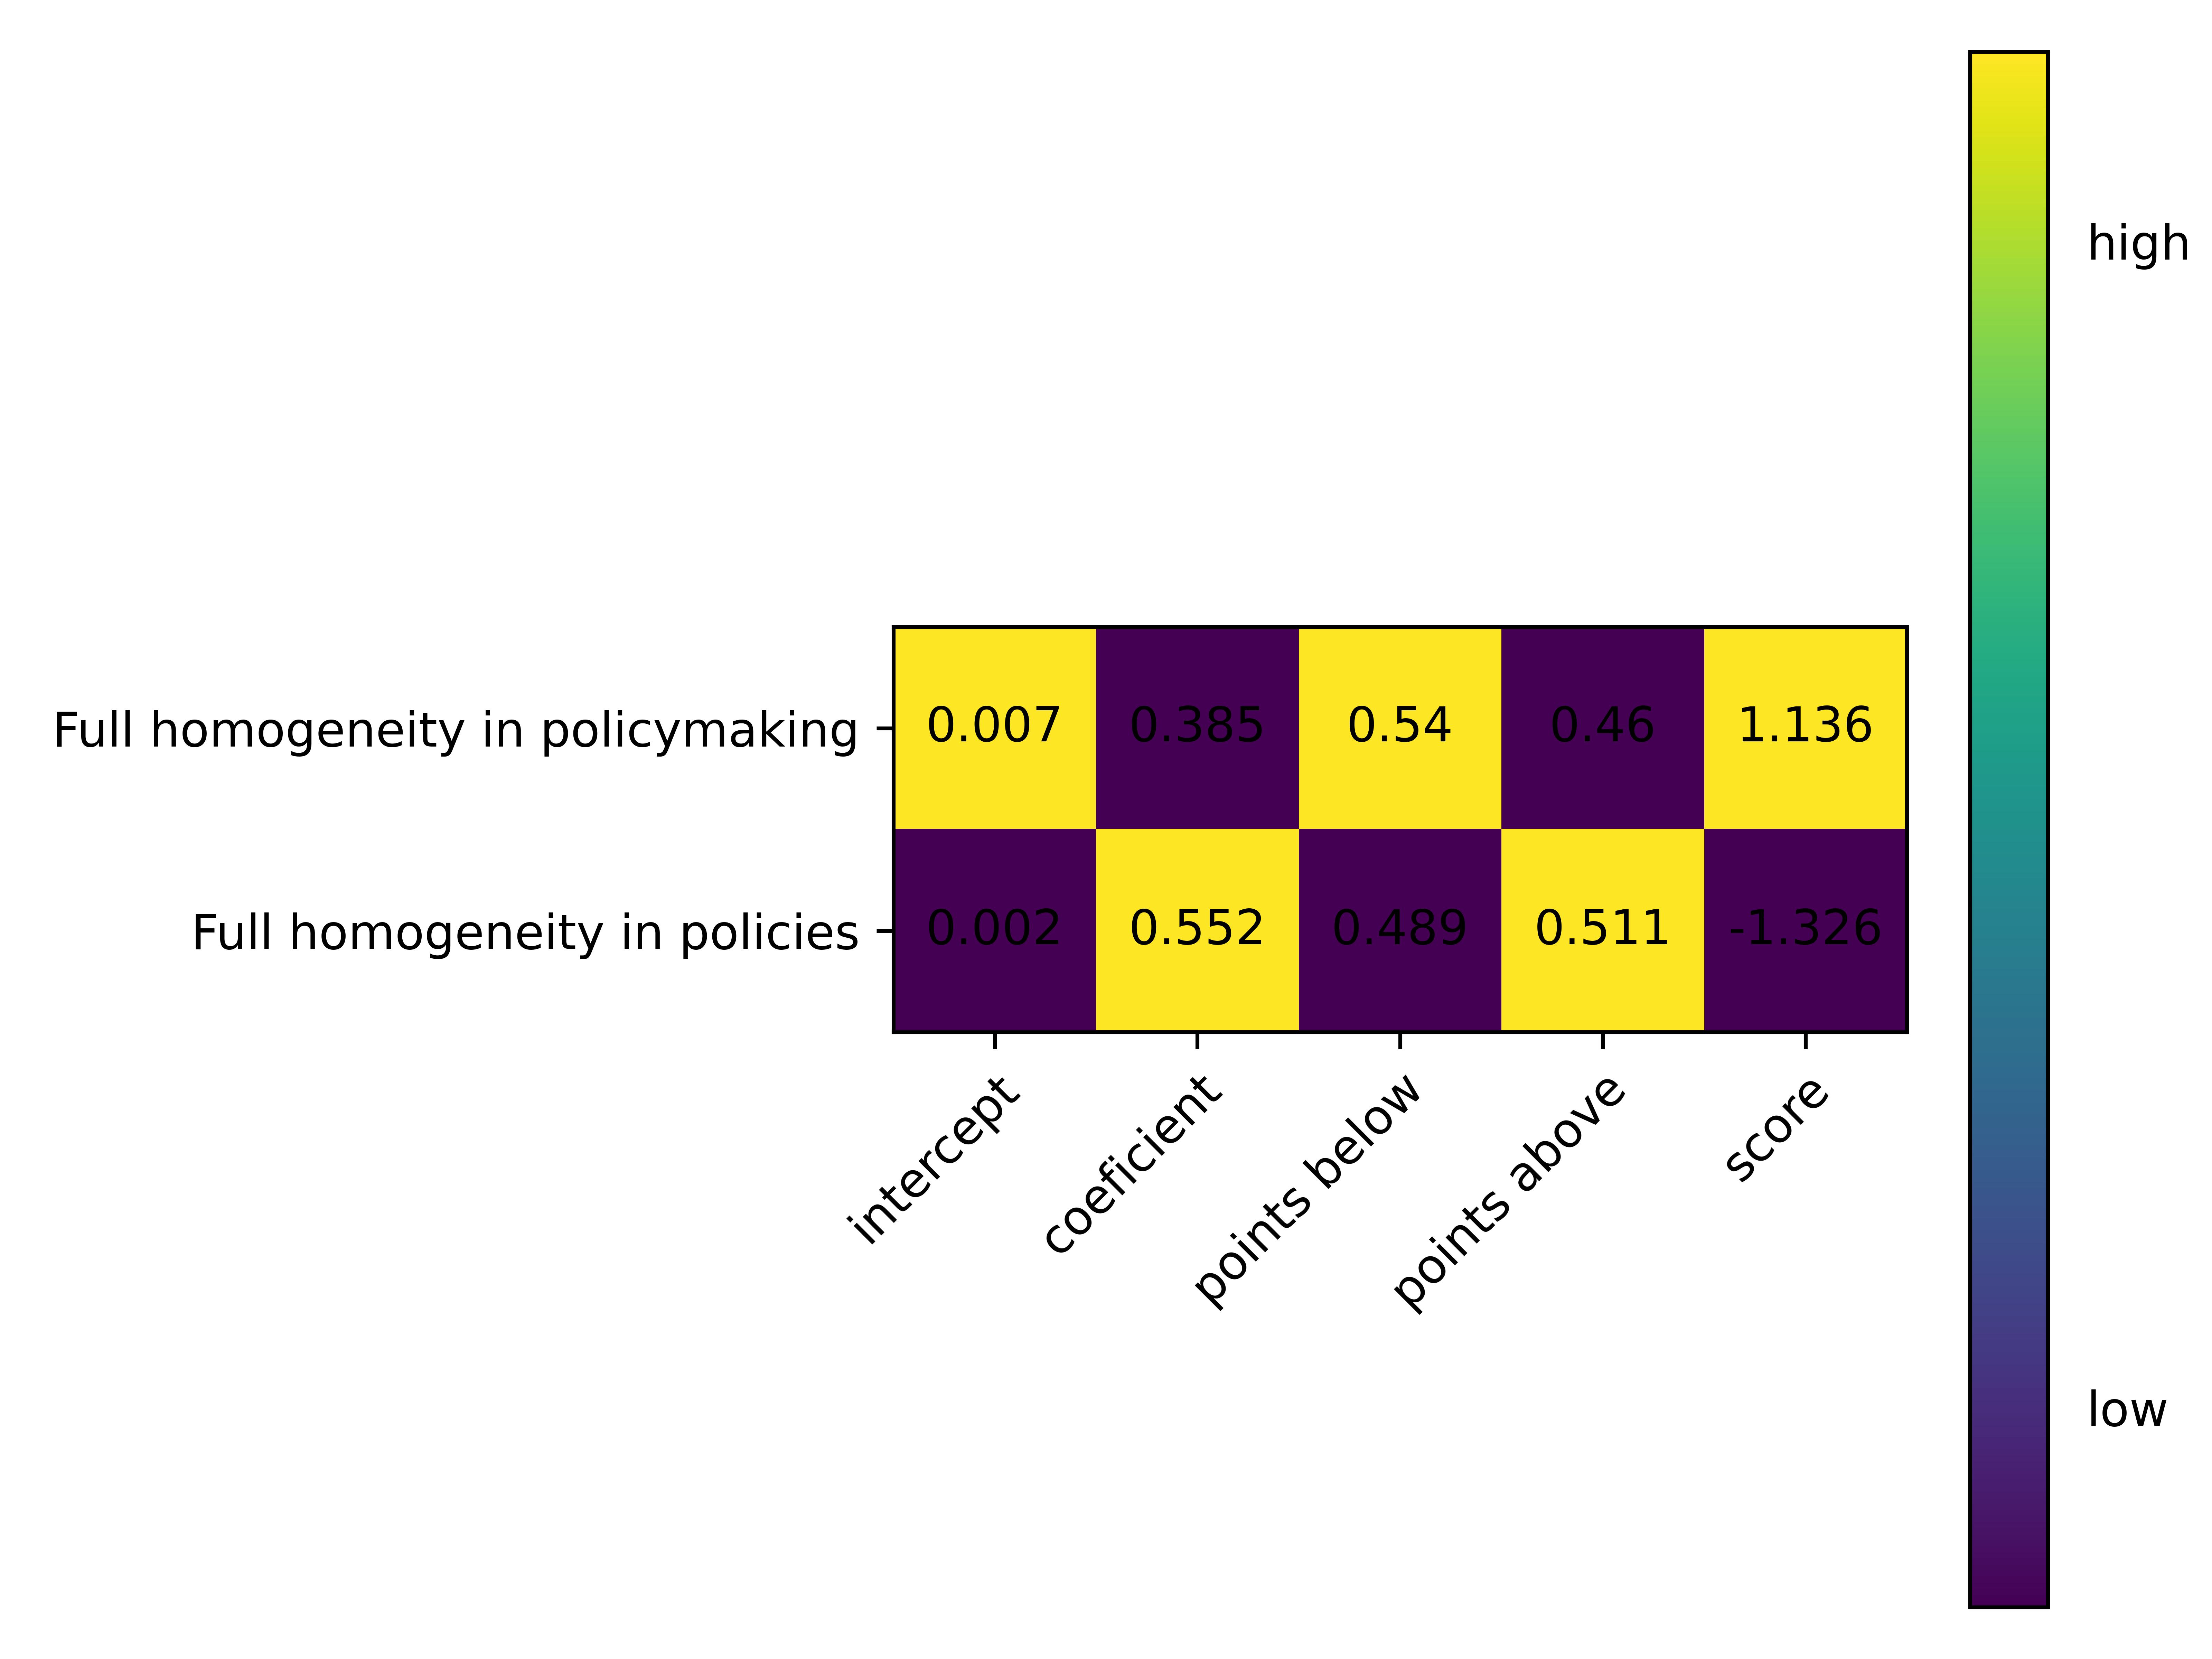 high
Full homogeneity in policymaking 0.007 0.385 0.54 0.46 1.136
Full homogeneity in policies 0.002 0.552 0.489 0.511 -1.326
intercept coeficient points below points above score
low